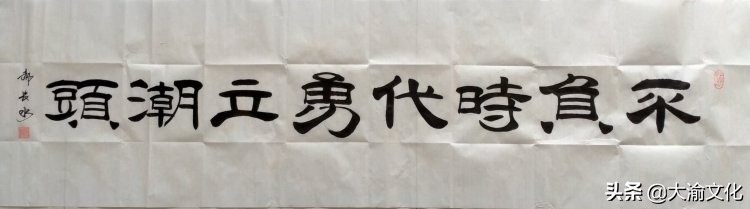 不負時代勇立潮頭
头条 @大渝文化